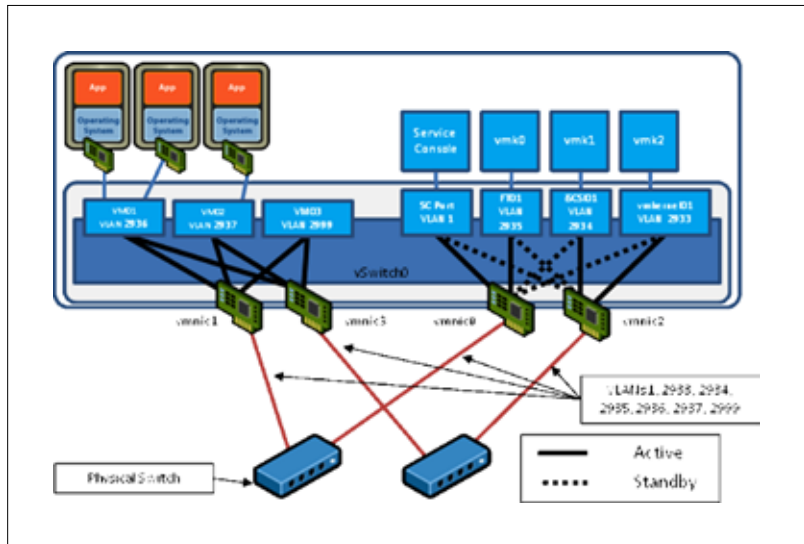 App
App
App
Operating
System
Operating
System
Operating
System
Service
Console
vmk0
vmk1
vmk2
VM01
VLAN 2936
VM02
VLAN 2937
VM03
VLAN 2999
SC Port
VLAN 1
FT01
VLAN
2935
iSCSI01
VLAN
2934
vmkernel01
VLAN 2933
vSwitch0
vmnic1
vmnic3
vmnic0
vmnic2
VLANs 1, 2933, 2934,
2935, 2936, 2937, 2999
Physical Switch
Active
Standby